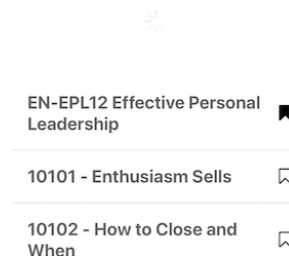 EN-EPL12 Effective Personal
Leadership
10101 - Enthusiasm Sells
10102 - How to Close and
When